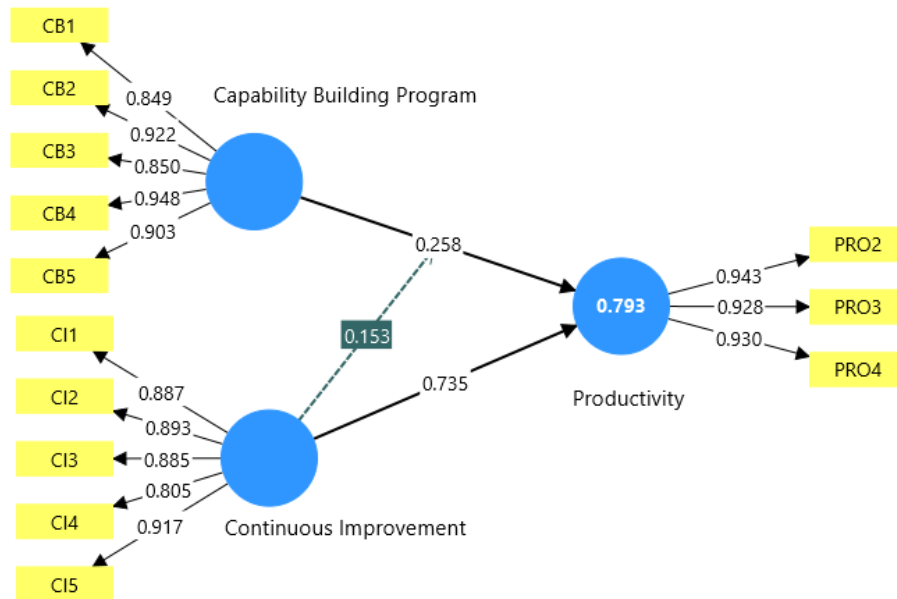 CB1
CB2
CB3
CB4
CB5
0.849
0.922
0.850
0.948
0.903
Capability Building Program
0.258
0.153
0.735
CI1
CI2
CI3
CI4
CI5
0.887
0.893
0.885
0.805
0.917
Continuous Improvement
0.793
Productivity
0.943
0.928
0.930
PRO2
PRO3
PRO4